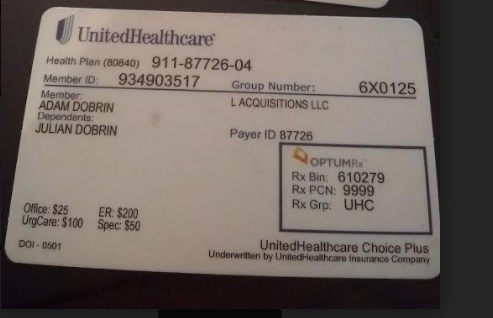 UnitedHealthcare®
Health Plan (80840) 911-87726-04
Member ID: 934903517 Group Number: 6X0125
Member:
ADAM DOBRIN L ACQUISITIONS LLC
Dependents:
JULIAN DOBRIN Payer ID 87726
OPTUMRx™
Rx Bin: 610279
Rx PCN: 9999
Rx Grp: UHC
Office: $25 ER: $200
UrgCare: $100 Spec: $50
DOI - 0501
UnitedHealthcare Choice Plus
Underwritten by UnitedHealthcare Insurance Company